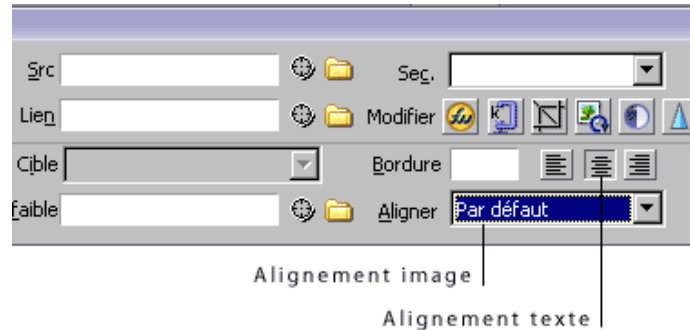 Src Sec.
Lien Modifier
Cible Bordure
faible Aligner Par défaut
Alignement image
Alignement texte